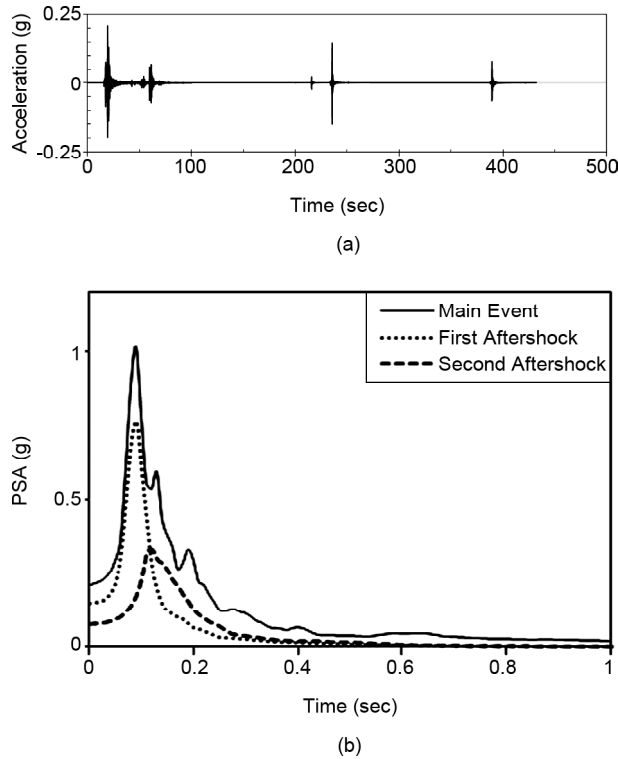 0.25
0
-0.25
Acceleration (g)
0 100 200 300 400 500
Time (sec)
(a)
Main Event
First Aftershock
Second Aftershock
1
0.5
0
PSA (g)
0 0.2 0.4 0.6 0.8 1
Time (sec)
(b)